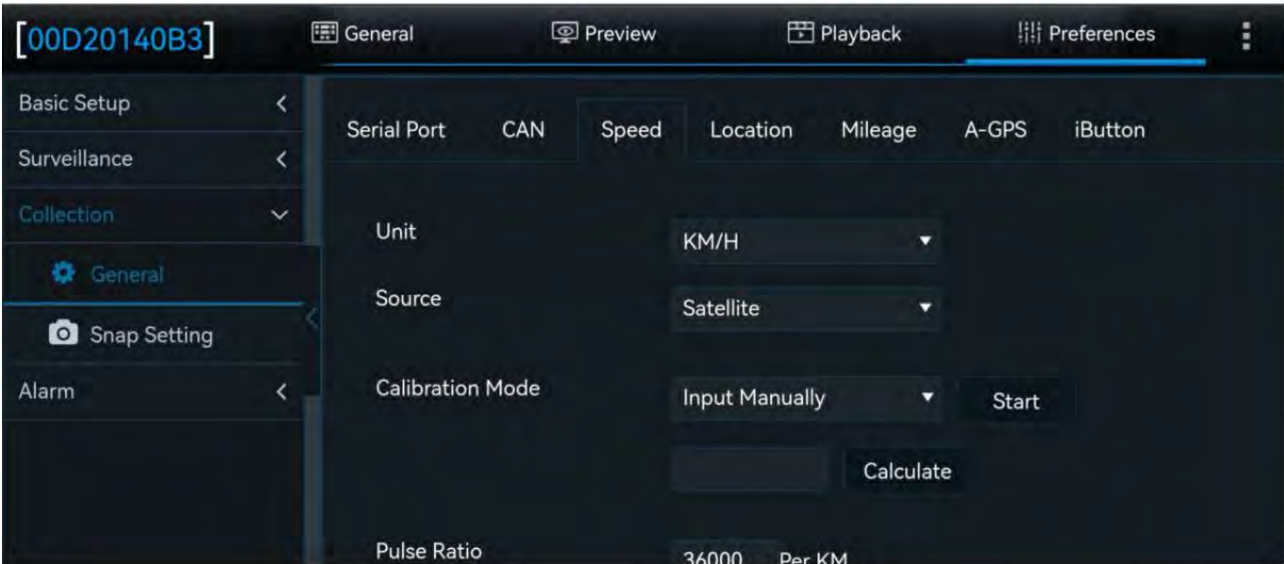 [00D20140B3]
General
Preview
Playback
Preferences
Basic Setup
Surveillance
Collection
General
Snap Setting
Alarm
Serial Port CAN Speed Location Mileage A-GPS iButton
Unit KM/H
Source Satellite
Calibration Mode Input Manually Start
Calculate
Pulse Ratio 36000 Per KM